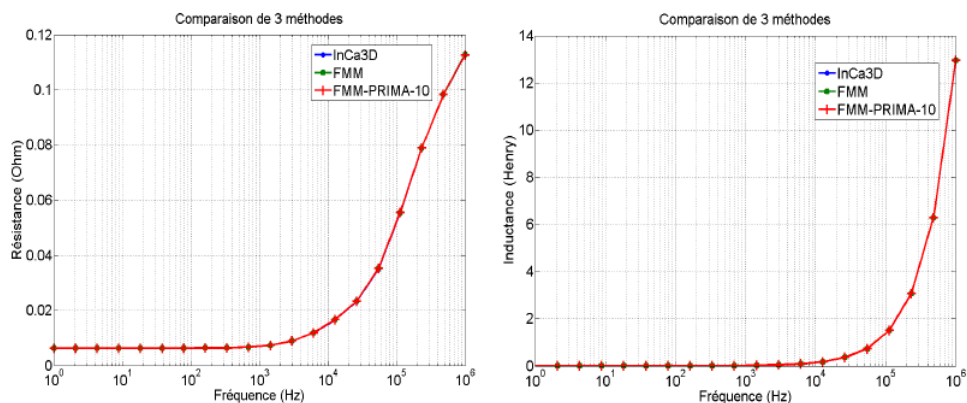 Comparaison de 3 méthodes
0.12
0.1
0.08
0.06
0.04
0.02
0
Résistance (Ohm)
InCa3D
FMM
FMM-PRIMA-10
10^0
10^1
10^2
10^3
10^4
10^5
10^6
Fréquence (Hz)
Comparaison de 3 méthodes
14
12
10
8
6
4
2
0
Inductance (Henry)
InCa3D
FMM
FMM-PRIMA-10
10^0
10^1
10^2
10^3
10^4
10^5
10^6
Fréquence (Hz)